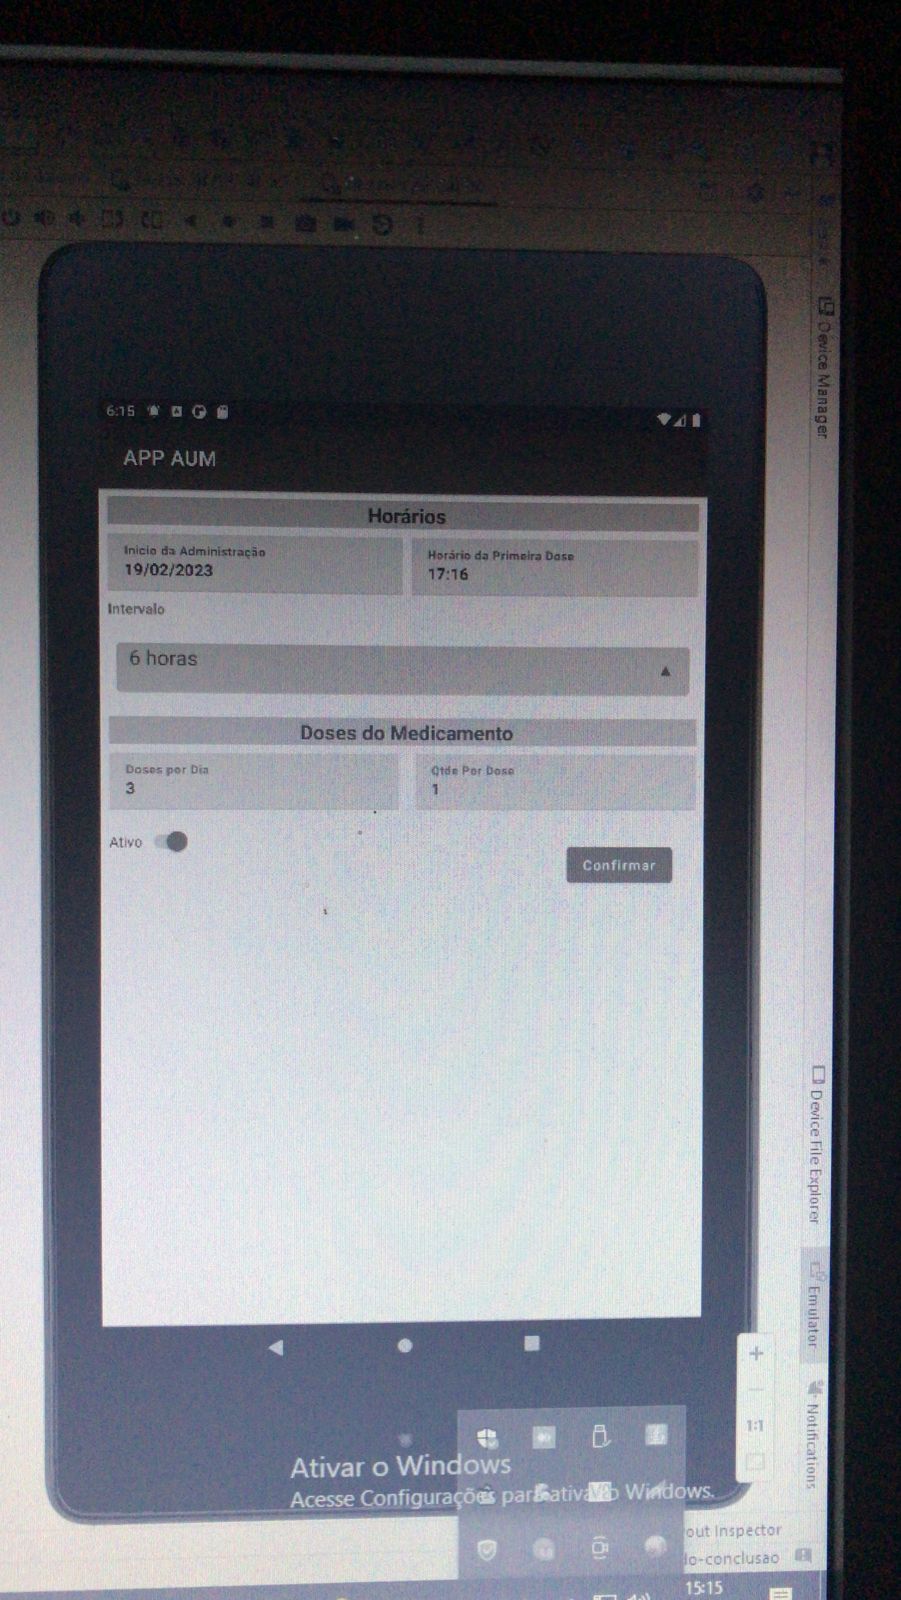 Device Manager
6:15
APP AUM
Horários
Inicio da Administração
19/02/2023
Horário da Primeira Dose
17:16
Intervalo
6 horas
Doses do Medicamento
Doses por Dia
3
Qtde Por Dose
1
Ativo
Confirmar
Device File Explorer
Emulator
Notifications
1:1
Ativar o Windows
Acesse Configurações para ativar o Windows.
out Inspector
lo-conclusao
15:15